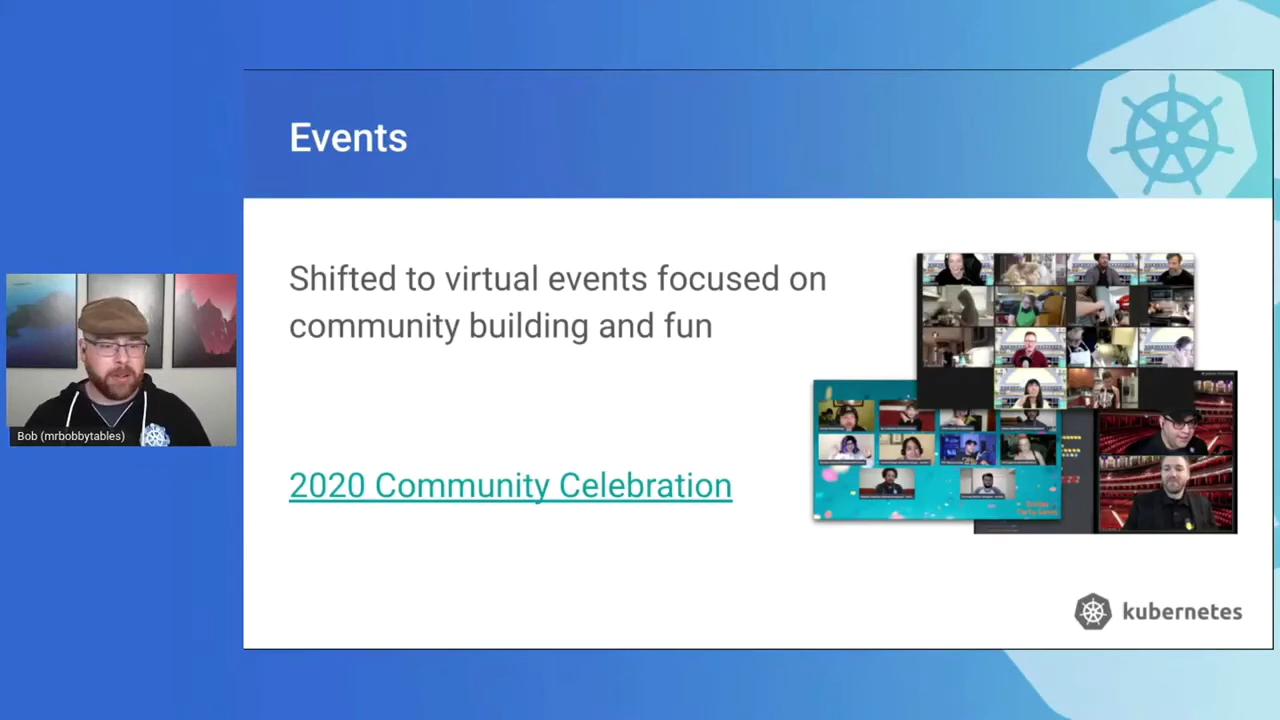 Events
Shifted to virtual events focused on
community building and fun
2020 Community Celebration
Bob (mrbobbytables)
kubernetes